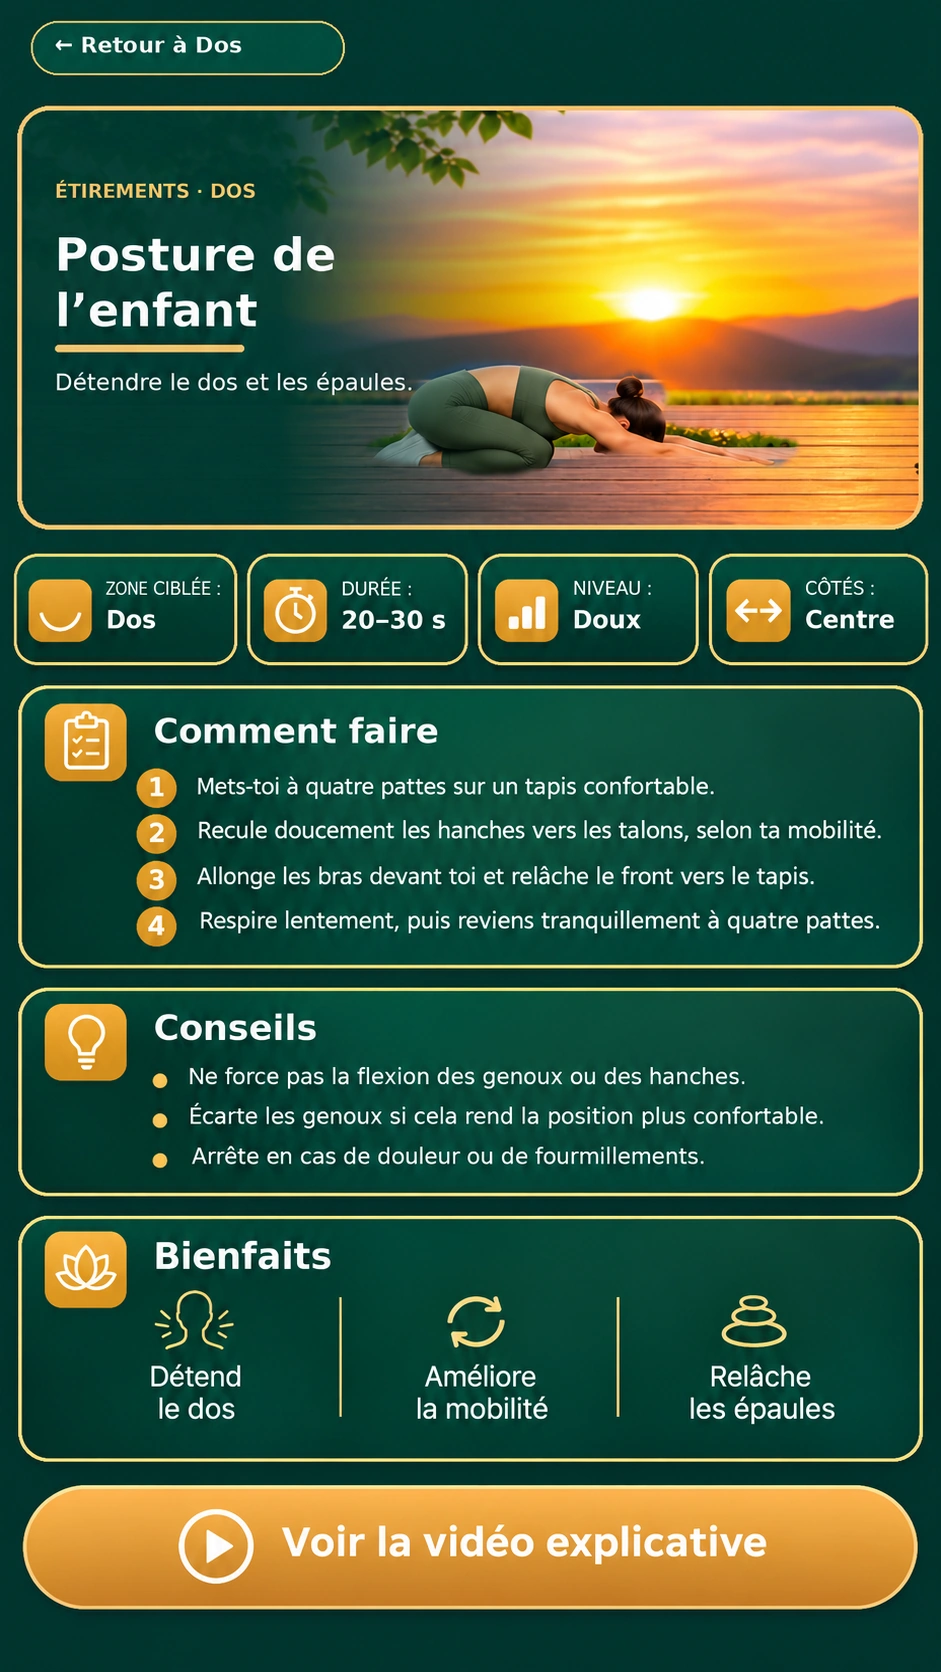 ← Retour à Dos
ÉTIREMENTS · DOS
Posture de
l’enfant
Détendre le dos et les épaules.
ZONE CIBLÉE :
Dos
DURÉE :
20–30 s
NIVEAU :
Doux
CÔTÉS :
Centre
Comment faire
1 Mets-toi à quatre pattes sur un tapis confortable.
2 Recule doucement les hanches vers les talons, selon ta mobilité.
3 Allonge les bras devant toi et relâche le front vers le tapis.
4 Respire lentement, puis reviens tranquillement à quatre pattes.
Conseils
Ne force pas la flexion des genoux ou des hanches.
Écarte les genoux si cela rend la position plus confortable.
Arrête en cas de douleur ou de fourmillements.
Bienfaits
Détend
le dos
Améliore
la mobilité
Relâche
les épaules
Voir la vidéo explicative